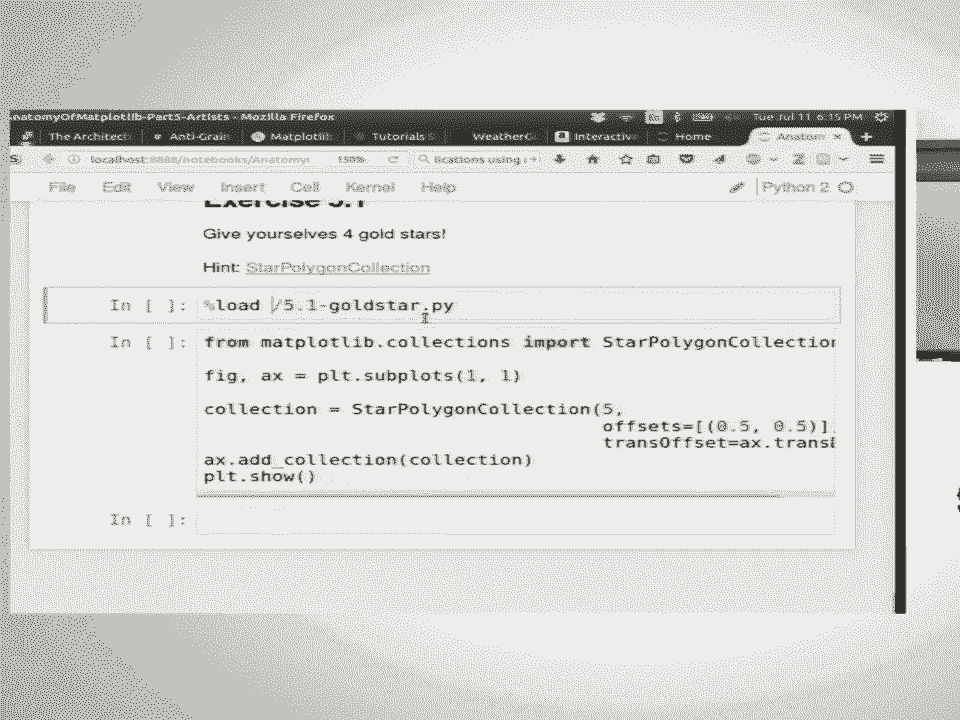 AnatomyOfMatplotlib-Part5-Artists - Mozilla Firefox
Tue Jul 11 6:15 PM
The Architect
Anti-Grain
Matplotlib
Tutorials
WeatherG
Interactiv
Home
Anatom
localhost:8888/notebooks/Anatomy
150%
lications using
File Edit View Insert Cell Kernel Help
Python 2
Exercise 5.1
Give yourselves 4 gold stars!
Hint: StarPolygonCollection
In [ ]: %load /5.1-goldstar.py
In [ ]: from matplotlib.collections import StarPolygonCollection
fig, ax = plt.subplots(1, 1)
collection = StarPolygonCollection(5,
offsets=[(0.5, 0.5)]
transOffset=ax.trans
ax.add_collection(collection)
plt.show()
In [ ]: